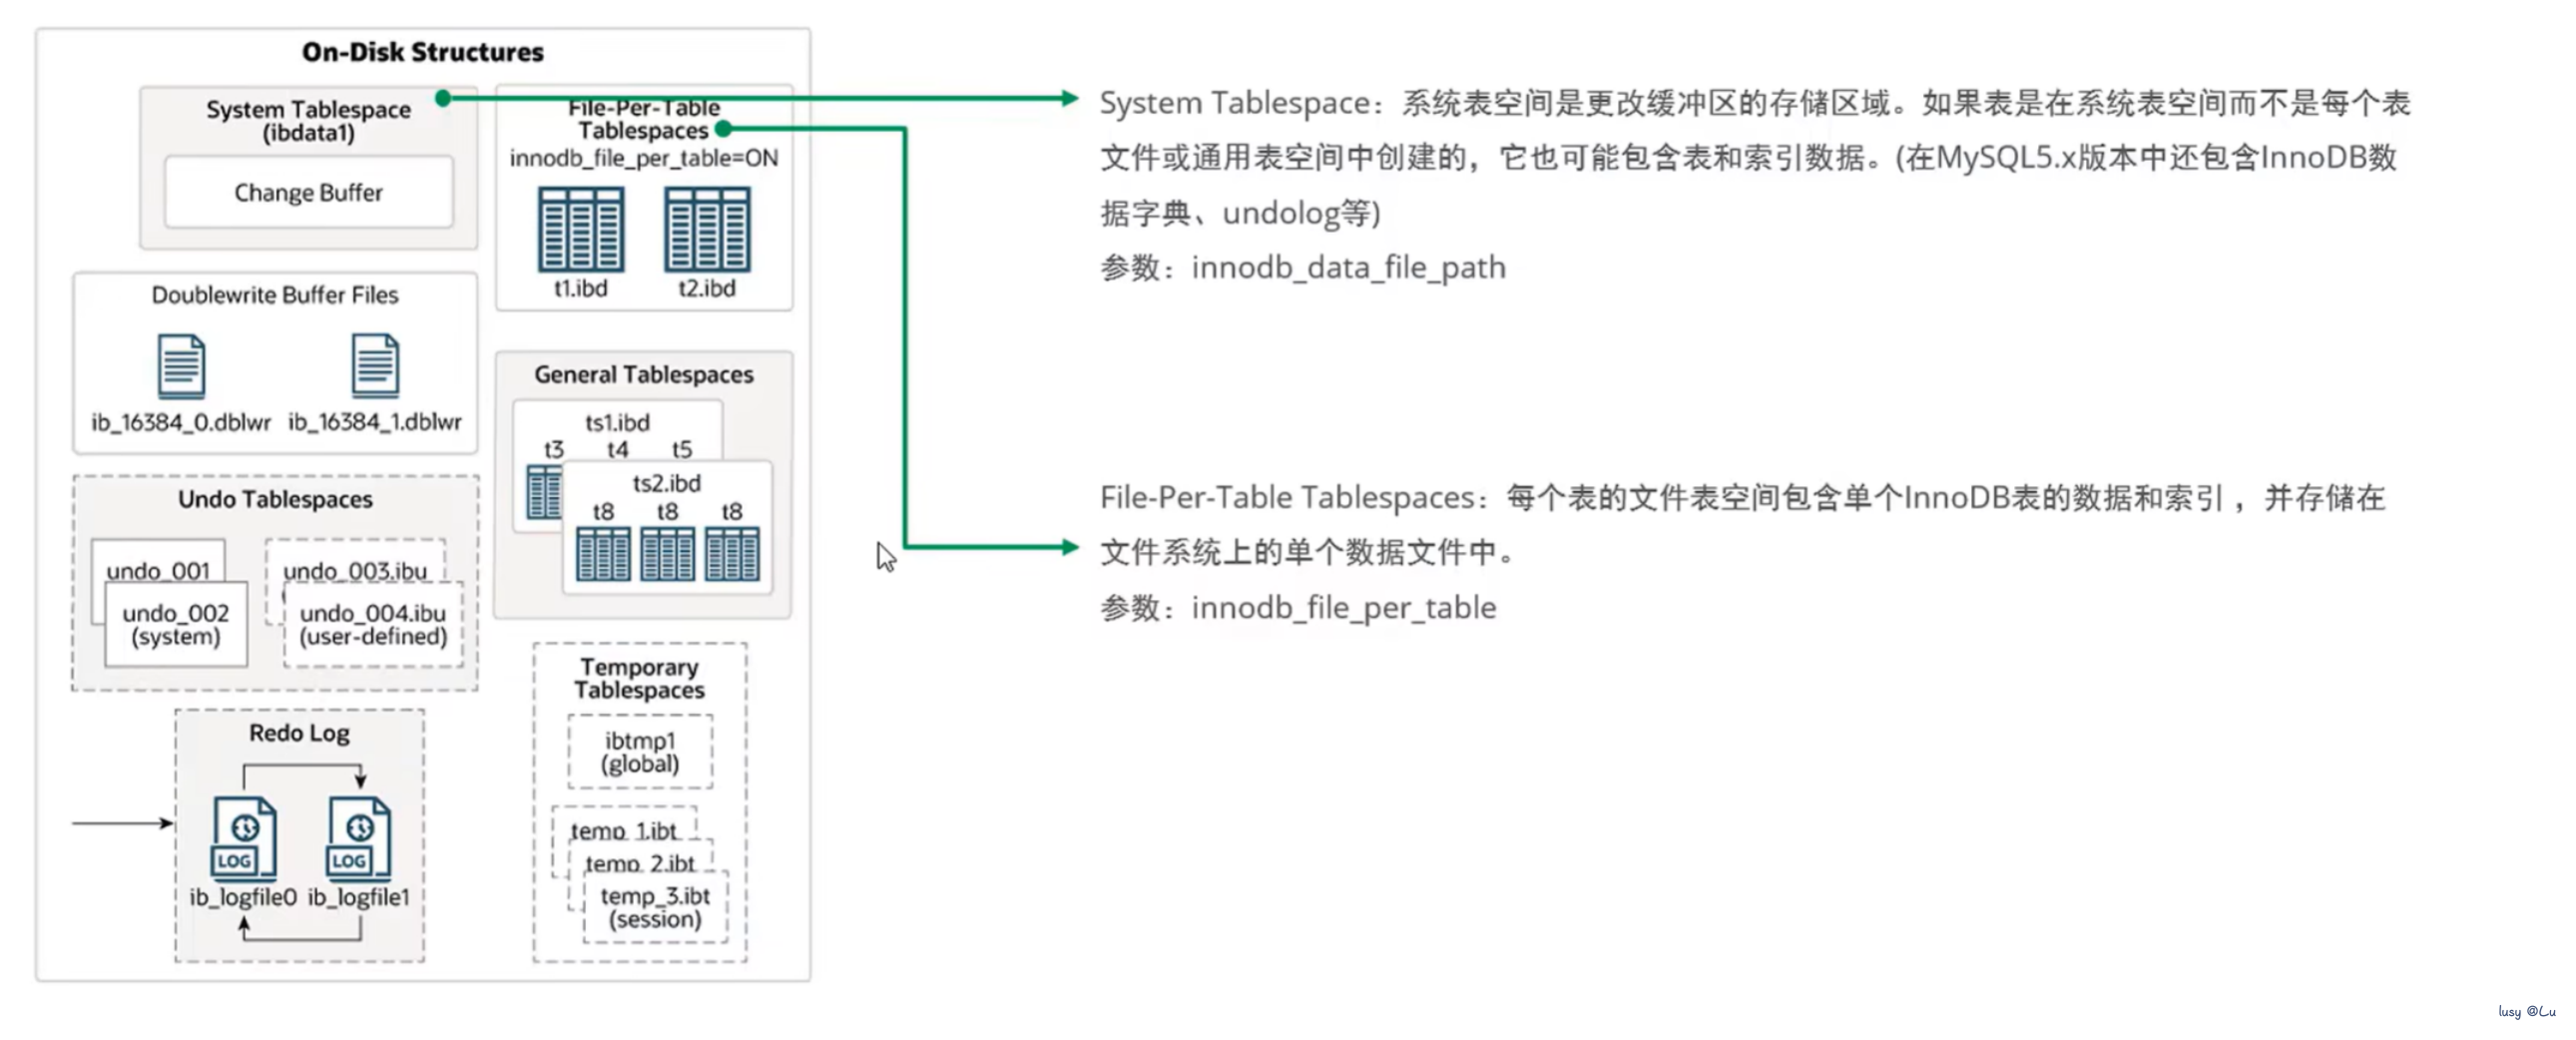 On-Disk Structures
System Tablespace
(ibdata1)
Change Buffer
File-Per-Table
Tablespaces
innodb_file_per_table=ON
t1.ibd
t2.ibd
Doublewrite Buffer Files
ib_16384_0.dblwr
ib_16384_1.dblwr
General Tablespaces
ts1.ibd
t3 t4 t5
ts2.ibd
t8 t8 t8
Undo Tablespaces
undo_001
undo_002
(system)
undo_003.ibu
undo_004.ibu
(user-defined)
Redo Log
LOG
LOG
ib_logfile0
ib_logfile1
Temporary
Tablespaces
ibtmp1
(global)
temp_1.ibt
temp_2.ibt
temp_3.ibt
(session)
System Tablespace：系统表空间是更改缓冲区的存储区域。如果表是在系统表空间而不是每个表
文件或通用表空间中创建的，它也可能包含表和索引数据。(在MySQL5.x版本中还包含InnoDB数
据字典、undolog等)
参数：innodb_data_file_path
File-Per-Table Tablespaces：每个表的文件表空间包含单个InnoDB表的数据和索引 ，并存储在
文件系统上的单个数据文件中。
参数：innodb_file_per_table
lusy @Lu